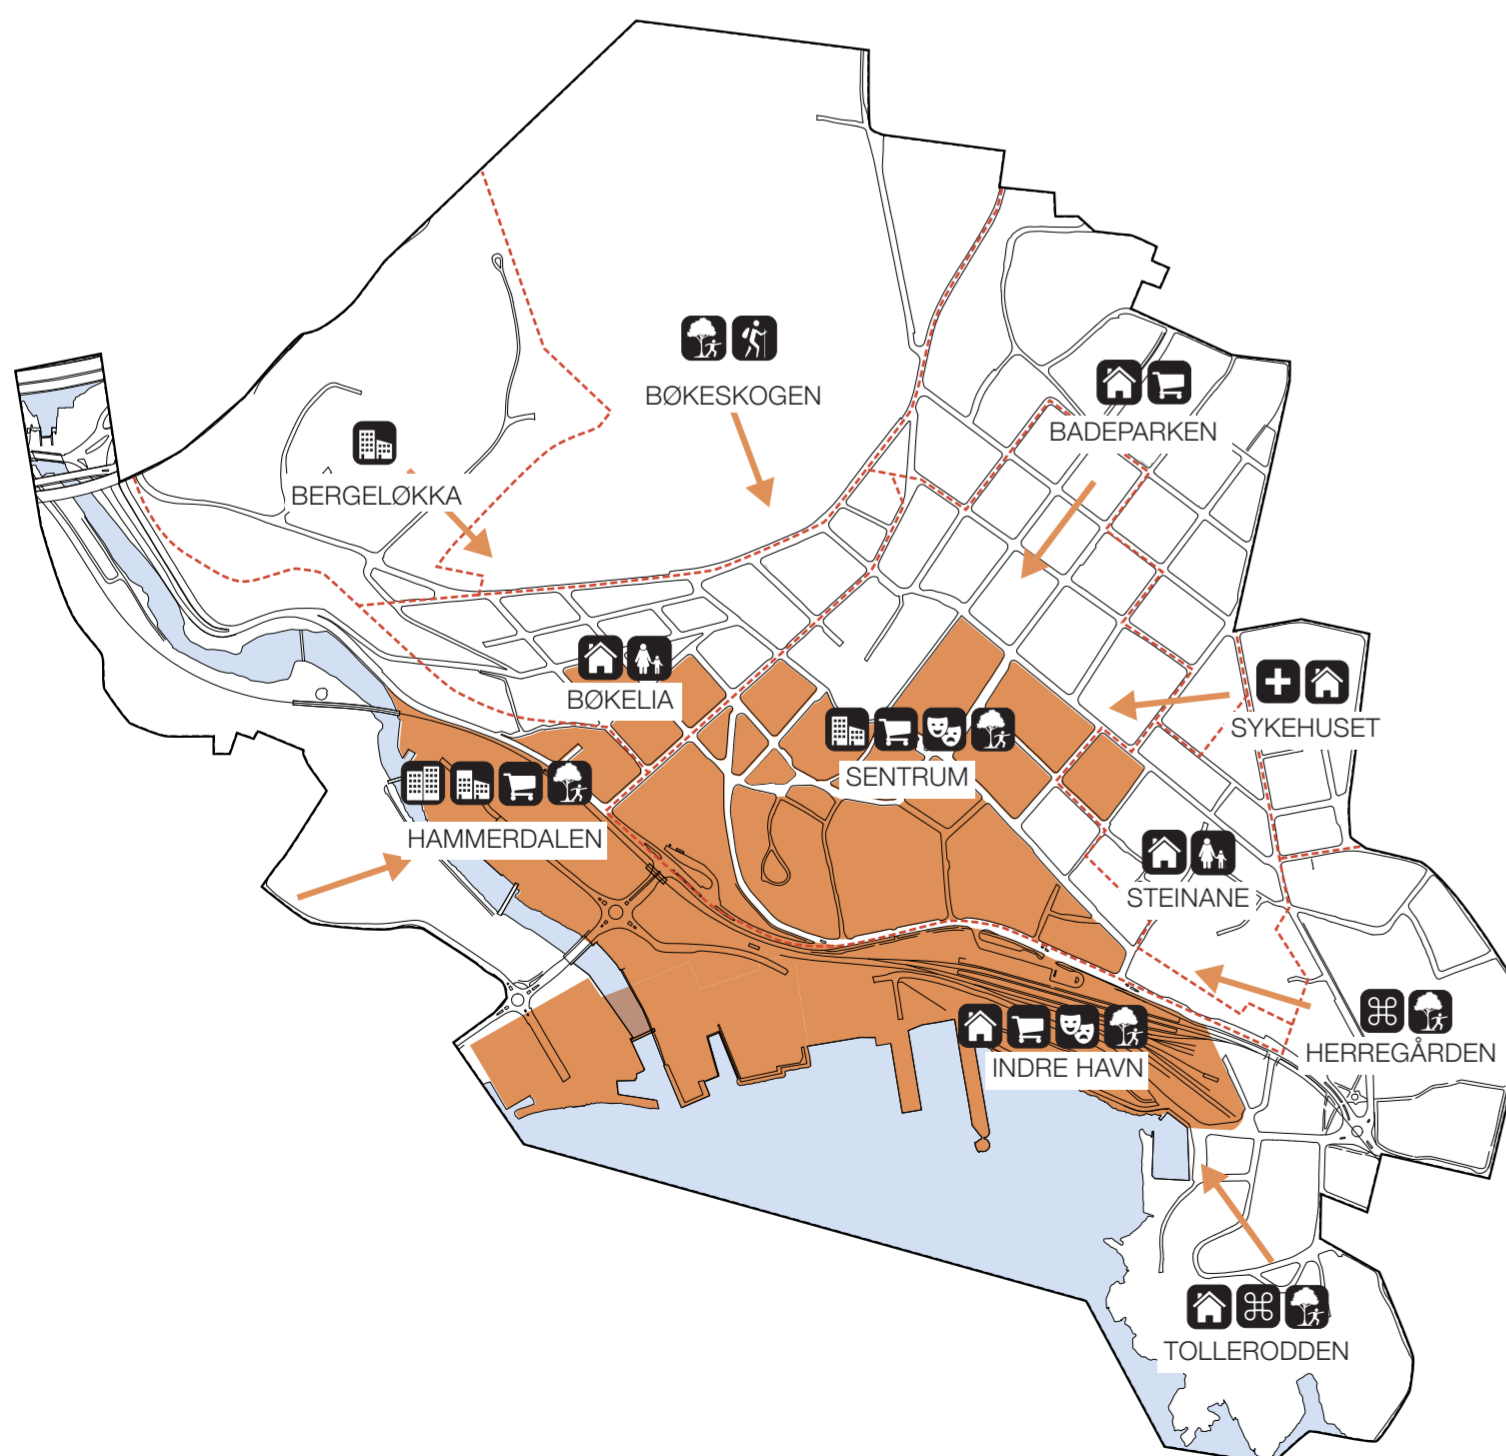 BØKESKOGEN
BADEPARKEN
BERGELØKKA
BØKELIA
SYKEHUSET
SENTRUM
HAMMERDALEN
STEINANE
HERREGÅRDEN
INDRE HAVN
TOLLERODDEN